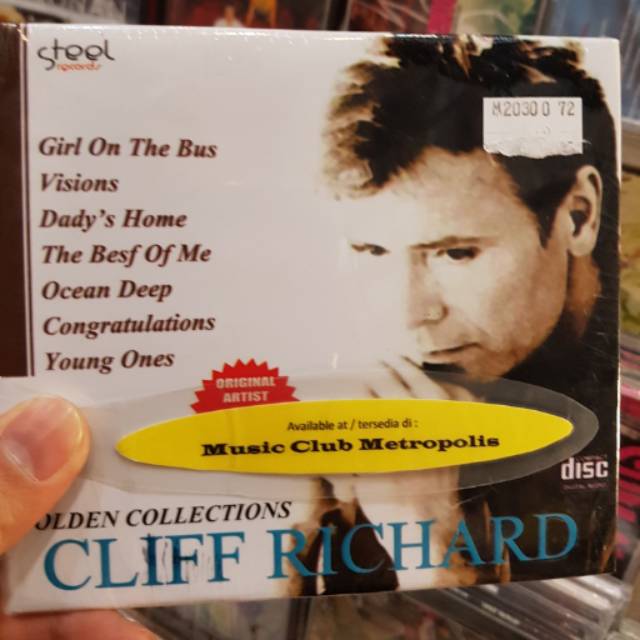 steel
records
M2030 0 72
Girl On The Bus
Visions
Dady's Home
The Besf Of Me
Ocean Deep
Congratulations
Young Ones
ORIGINAL
ARTIST
Available at / tersedia di :
Music Club Metropolis
disc
OLDEN COLLECTIONS
CLIFF RICHARD